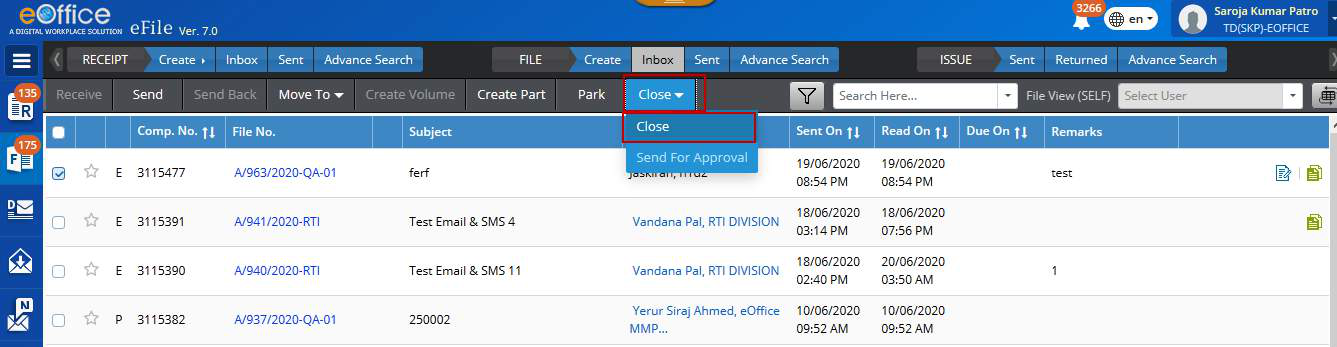 eOffice
A DIGITAL WORKPLACE SOLUTION
eFile Ver. 7.0
3266
en
Saroja Kumar Patro
TD(SKP)-EOFFICE
RECEIPT Create Inbox Sent Advance Search FILE Create Inbox Sent Advance Search ISSUE Sent Returned Advance Search
135
R
Receive Send Send Back Move To Create Volume Create Part Park Close Search Here... File View (SELF) Select User
Close
Send For Approval
175
F
Comp. No. File No. Subject Sent On Read On Due On Remarks
E 3115477 A/963/2020-QA-01 ferf 19/06/2020 08:54 PM 19/06/2020 08:54 PM test
D
E 3115391 A/941/2020-RTI Test Email & SMS 4 Vandana Pal, RTI DIVISION 18/06/2020 03:14 PM 18/06/2020 07:56 PM
E 3115390 A/940/2020-RTI Test Email & SMS 11 Vandana Pal, RTI DIVISION 18/06/2020 02:40 PM 20/06/2020 03:50 AM 1
N
P 3115382 A/937/2020-QA-01 250002 Yerur Siraj Ahmed, eOffice MMP... 10/06/2020 09:52 AM 10/06/2020 09:52 AM